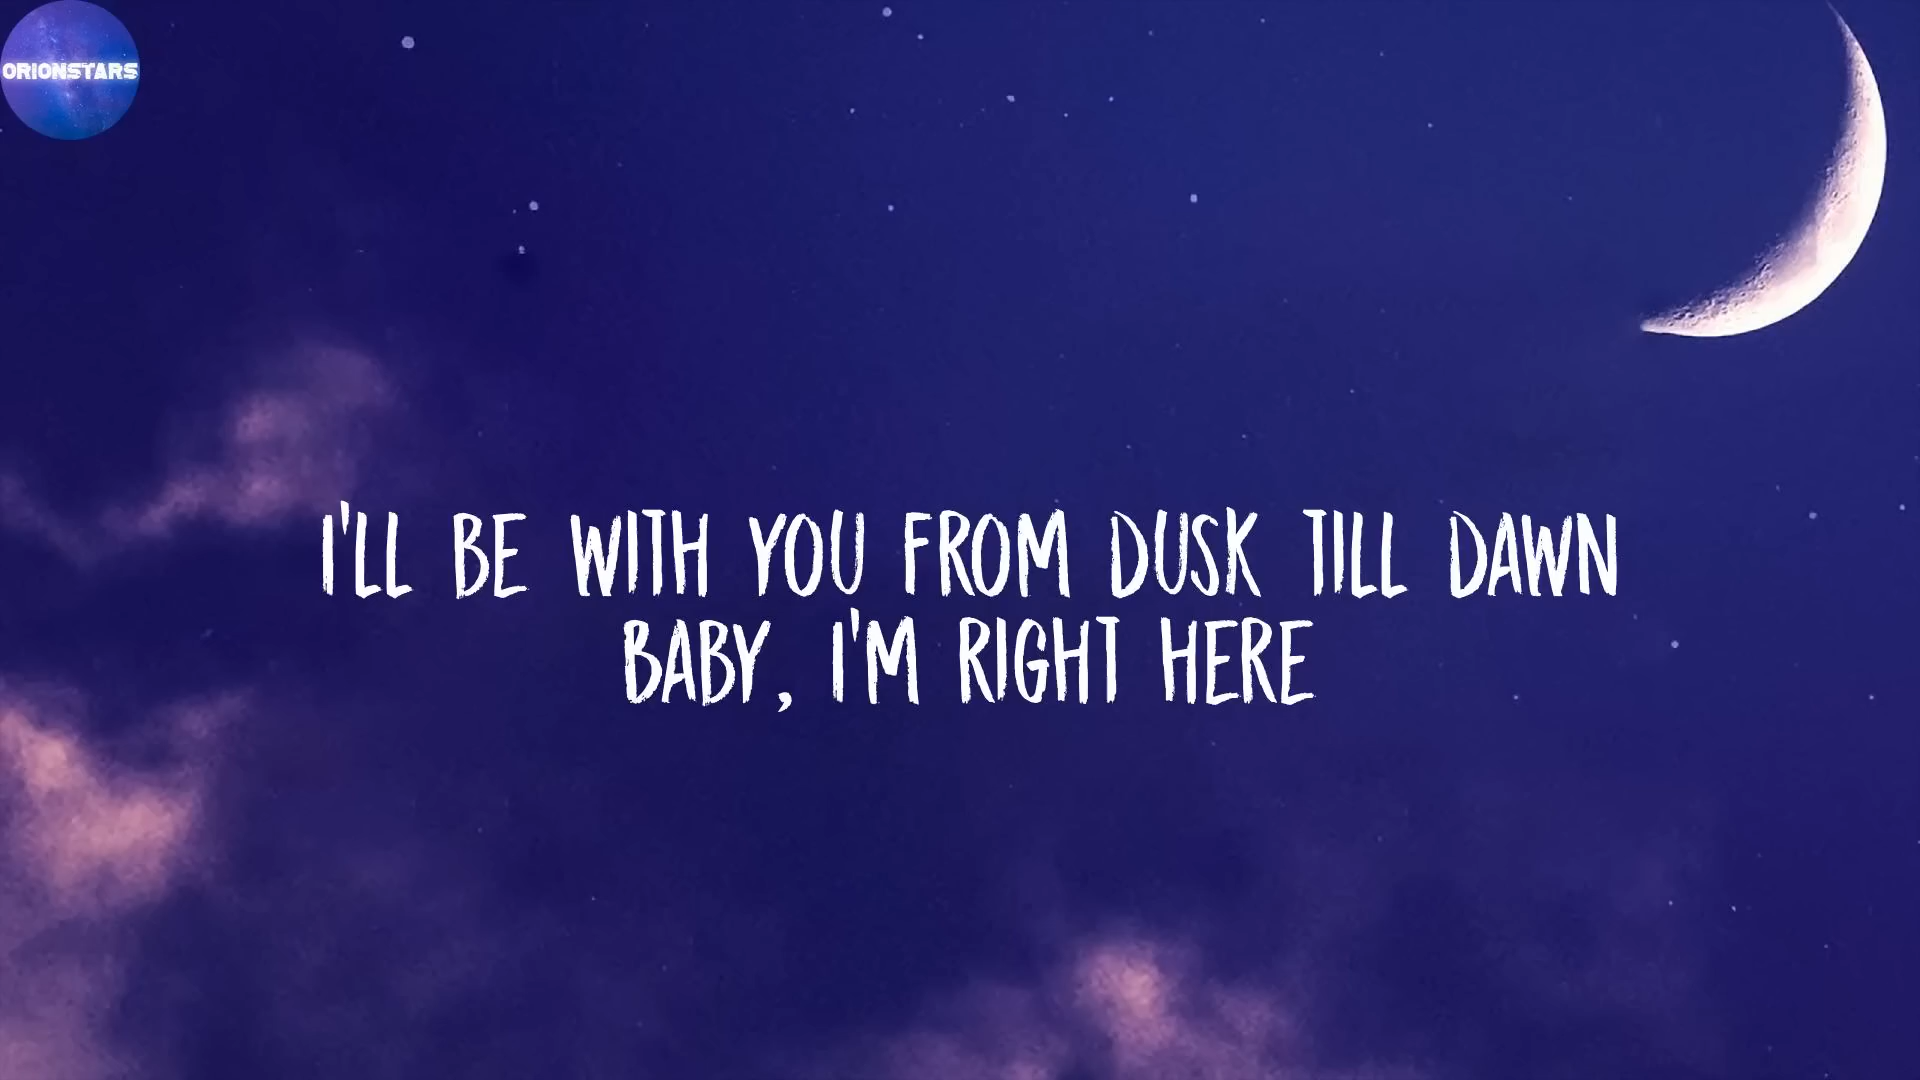 ORIONSTARS
I'LL BE WITH YOU FROM DUSK TILL DAWN
BABY, I'M RIGHT HERE